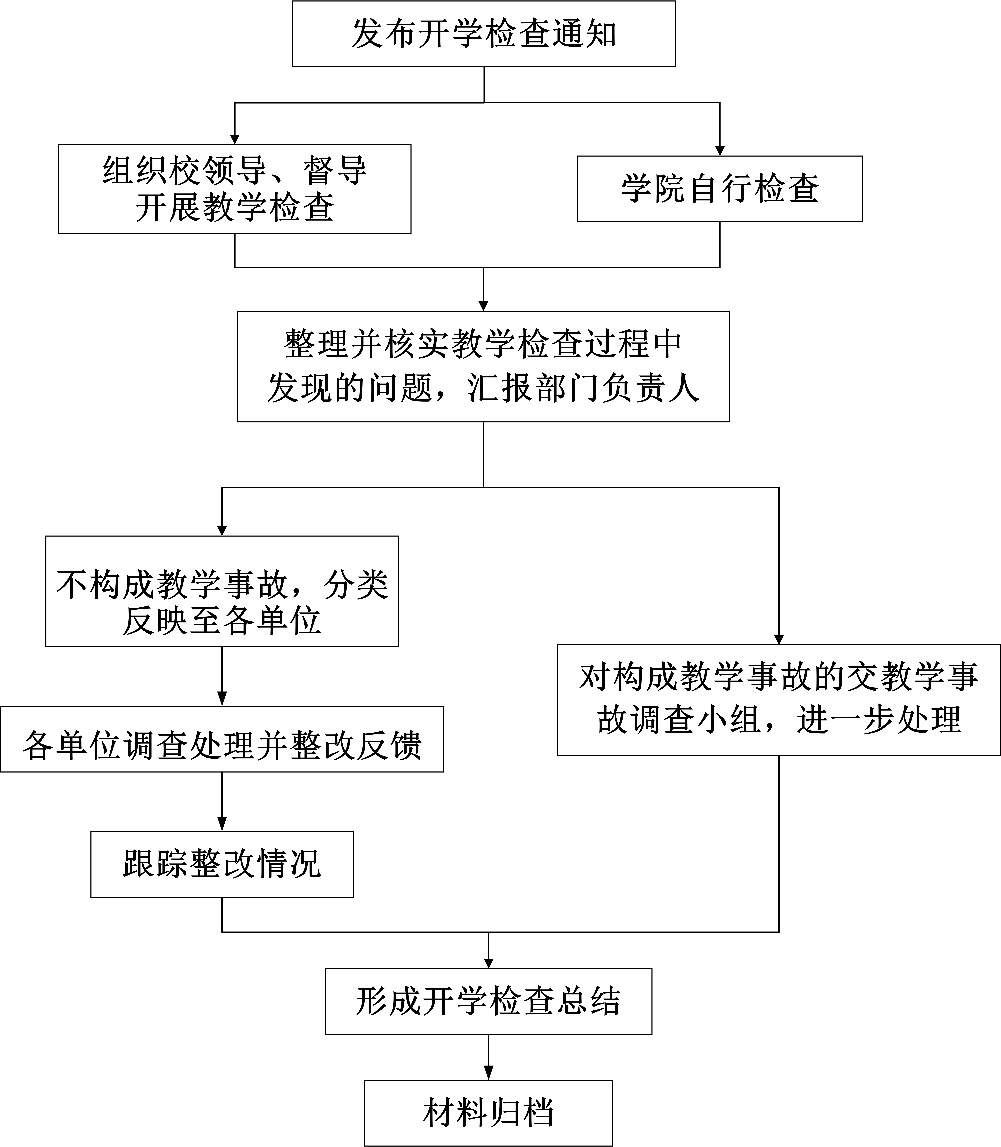 发布开学检查通知
组织校领导、督导
开展教学检查
学院自行检查
整理并核实教学检查过程中
发现的问题，汇报部门负责人
不构成教学事故，分类
反映至各单位
对构成教学事故的交教学事
故调查小组，进一步处理
各单位调查处理并整改反馈
跟踪整改情况
形成开学检查总结
材料归档